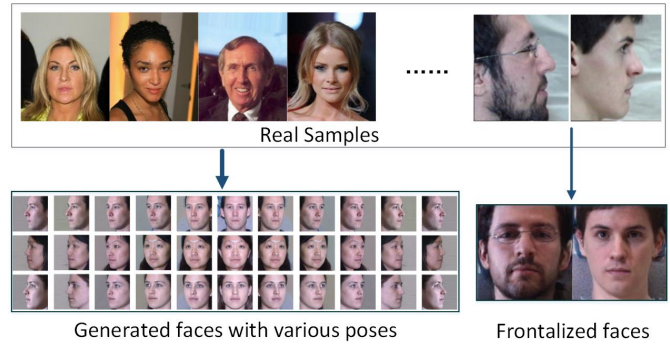 ......
Real Samples
Generated faces with various poses
Frontalized faces